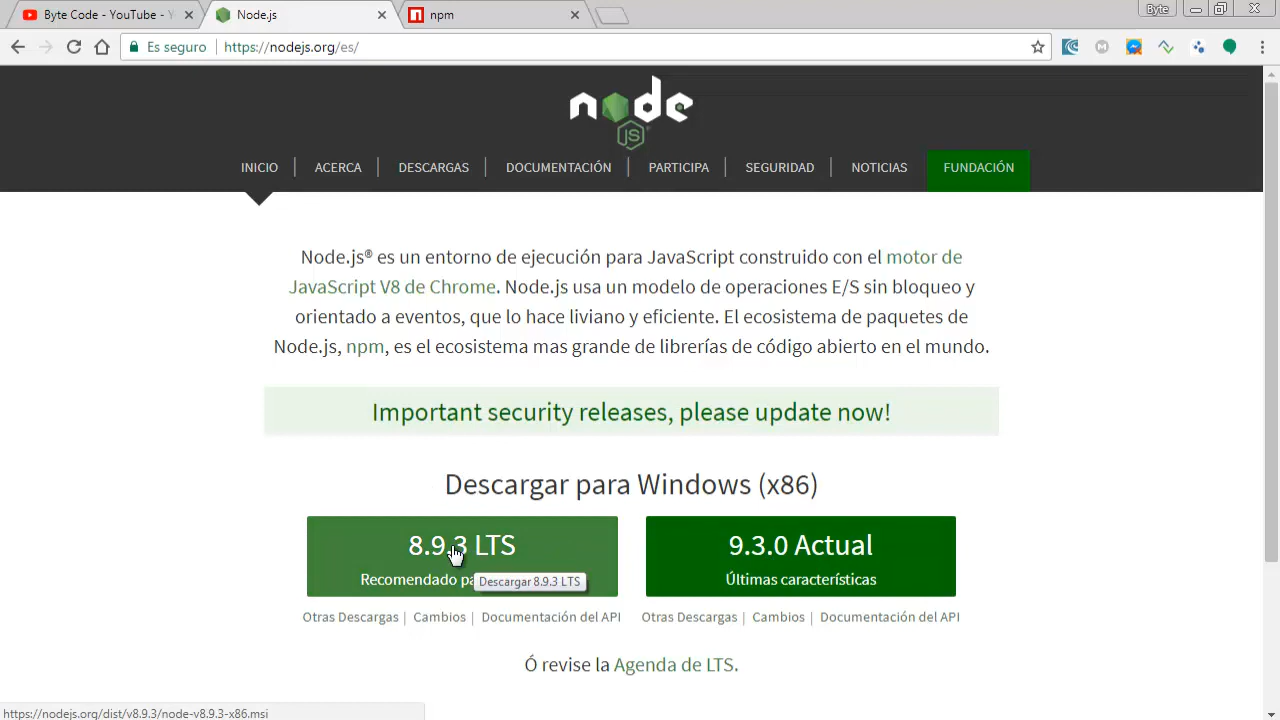 Byte Code - YouTube - Y
Node.js
npm
Byte
Es seguro
https://nodejs.org/es/
node
JS
INICIO
ACERCA
DESCARGAS
DOCUMENTACIÓN
PARTICIPA
SEGURIDAD
NOTICIAS
FUNDACIÓN
Node.js® es un entorno de ejecución para JavaScript construido con el motor de
JavaScript V8 de Chrome. Node.js usa un modelo de operaciones E/S sin bloqueo y
orientado a eventos, que lo hace liviano y eficiente. El ecosistema de paquetes de
Node.js, npm, es el ecosistema mas grande de librerías de código abierto en el mundo.
Important security releases, please update now!
Descargar para Windows (x86)
8.9.3 LTS
Recomendado pa
Descargar 8.9.3 LTS
9.3.0 Actual
Últimas características
Otras Descargas | Cambios | Documentación del API
Otras Descargas | Cambios | Documentación del API
Ó revise la Agenda de LTS.
https://nodejs.org/dist/v8.9.3/node-v8.9.3-x86.msi